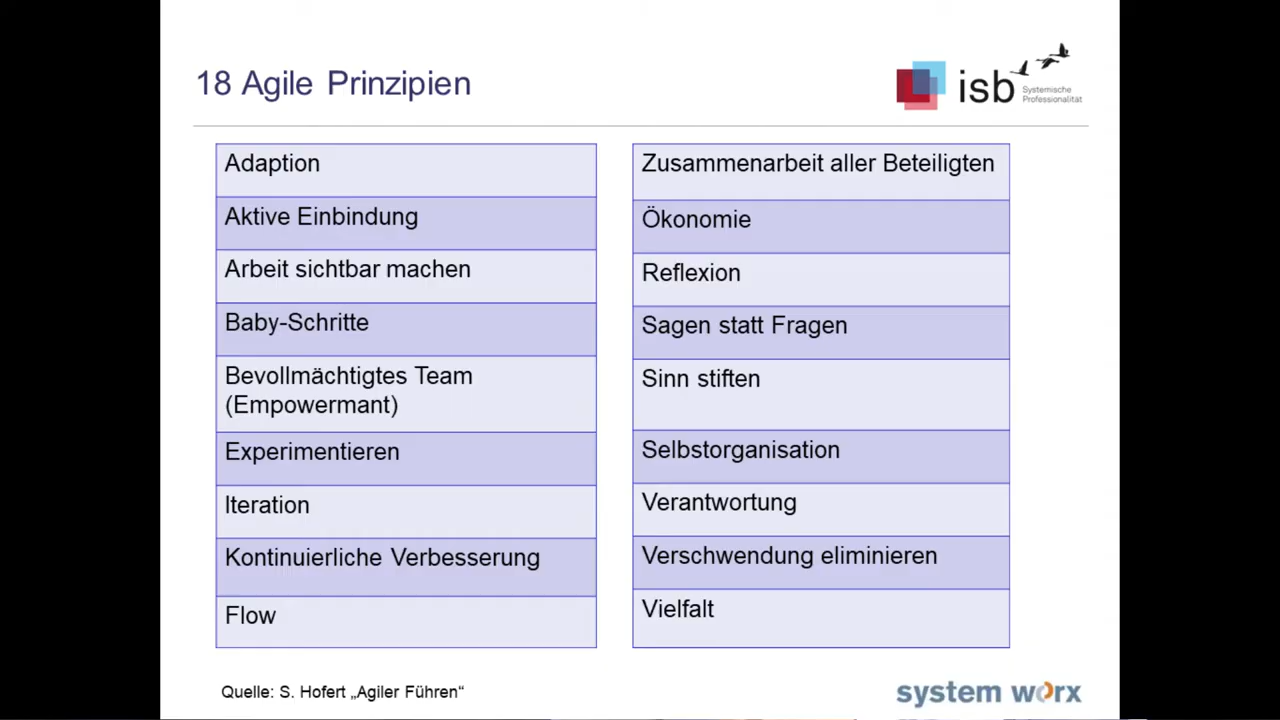 18 Agile Prinzipien
isb
Systemische
Professionalität
Adaption
Aktive Einbindung
Arbeit sichtbar machen
Baby-Schritte
Bevollmächtigtes Team
(Empowermant)
Experimentieren
Iteration
Kontinuierliche Verbesserung
Flow
Zusammenarbeit aller Beteiligten
Ökonomie
Reflexion
Sagen statt Fragen
Sinn stiften
Selbstorganisation
Verantwortung
Verschwendung eliminieren
Vielfalt
Quelle: S. Hofert „Agiler Führen“
system worx